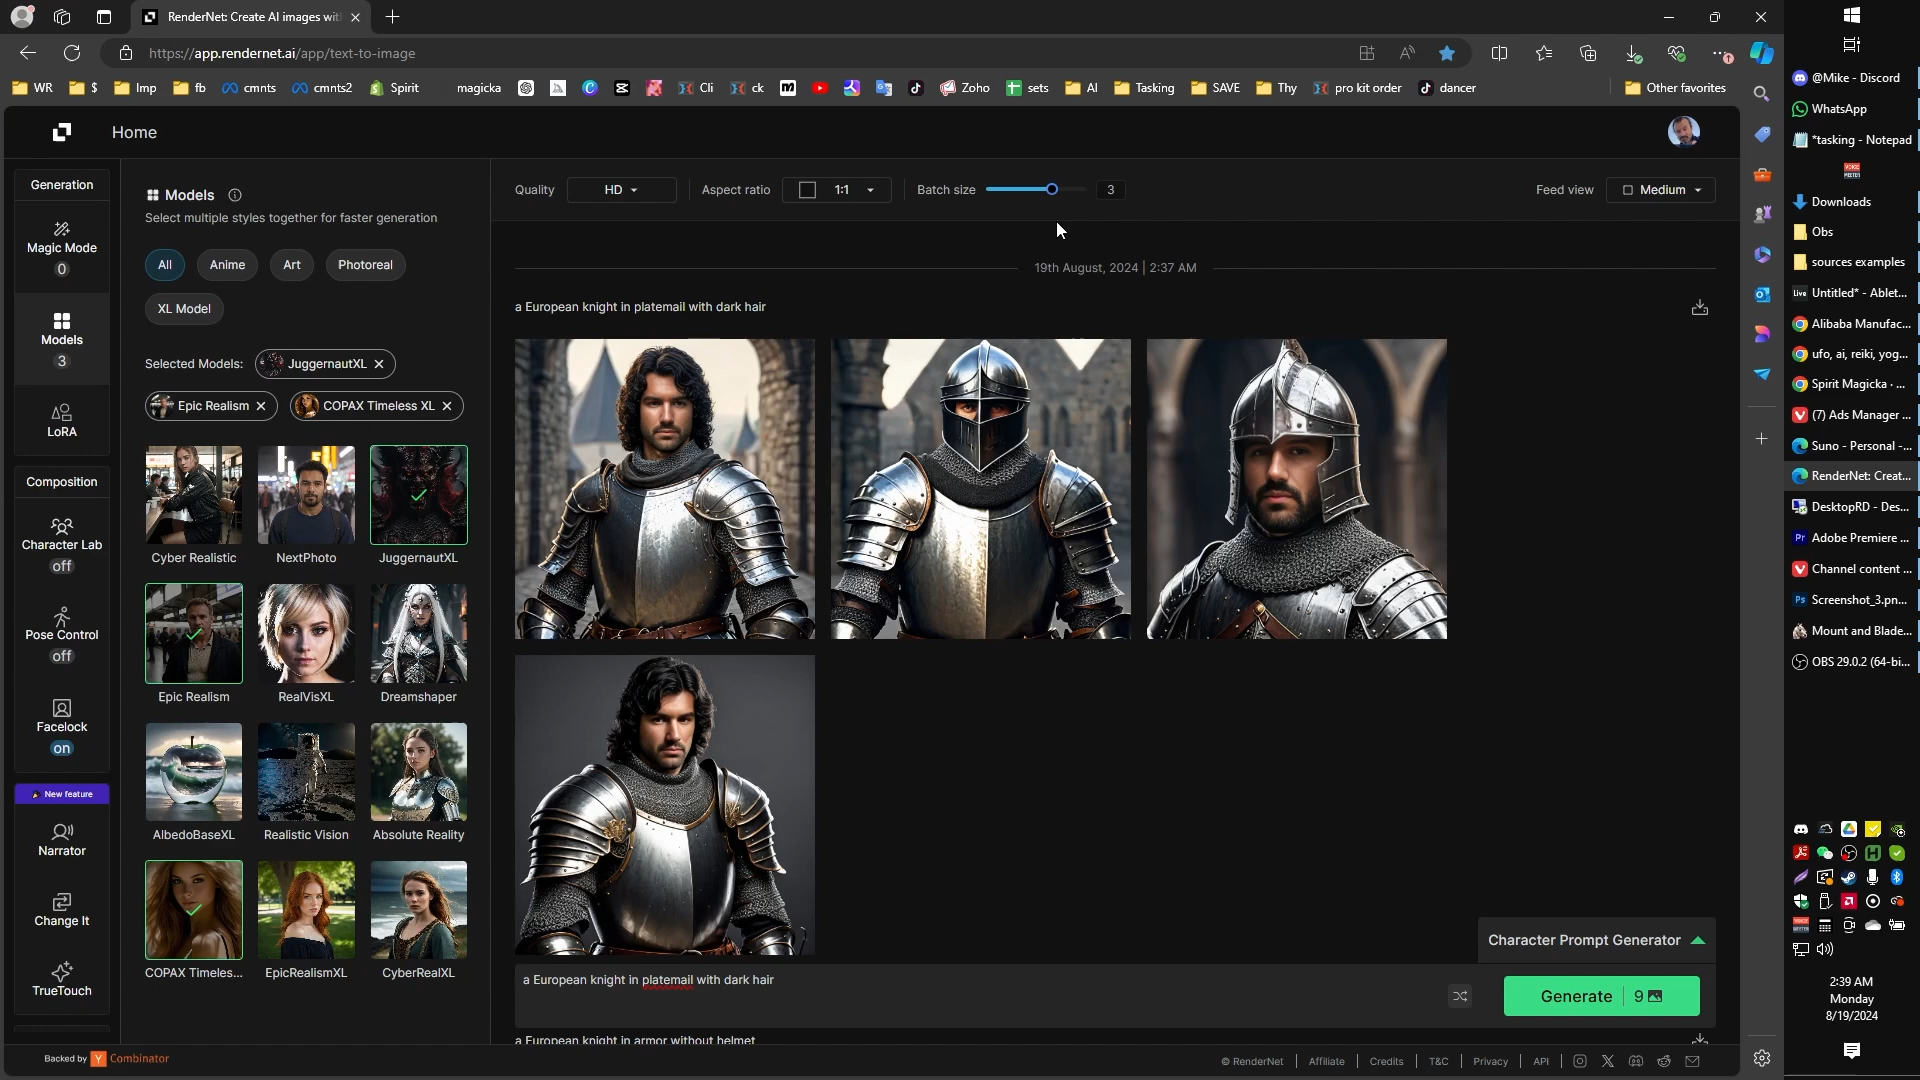 RenderNet: Create AI images wit
https://app.rendernet.ai/app/text-to-image
WR
$
Imp
fb
cmnts
cmnts2
Spirit
magicka
Cli
ck
Zoho
sets
AI
Tasking
SAVE
Thy
pro kit order
dancer
Other favorites
Home
Generation
Magic Mode
0
Models
3
LoRA
Composition
Character Lab
off
Pose Control
off
Facelock
on
New feature
Narrator
Change It
TrueTouch
Models
Select multiple styles together for faster generation
All
Anime
Art
Photoreal
XL Model
Selected Models:
JuggernautXL
Epic Realism
COPAX Timeless XL
Cyber Realistic
NextPhoto
JuggernautXL
Epic Realism
RealVisXL
Dreamshaper
AlbedoBaseXL
Realistic Vision
Absolute Reality
COPAX Timeles...
EpicRealismXL
CyberRealXL
Quality
HD
Aspect ratio
1:1
Batch size
3
Feed view
Medium
19th August, 2024 | 2:37 AM
a European knight in platemail with dark hair
Character Prompt Generator
a European knight in platemail with dark hair
Generate
9
a European knight in armor without helmet
Backed by Y Combinator
© RenderNet
Affiliate
Credits
T&C
Privacy
API
@Mike - Discord
WhatsApp
*tasking - Notepad
Downloads
Obs
sources examples
Live Untitled* - Ablet...
Alibaba Manufac...
ufo, ai, reiki, yog...
Spirit Magicka - ...
(7) Ads Manager ...
Suno - Personal -...
RenderNet: Creat...
DesktopRD - Des...
Pr Adobe Premiere ...
Channel content ...
Ps Screenshot_3.pn...
Mount and Blade...
OBS 29.0.2 (64-bi...
2:39 AM
Monday
8/19/2024